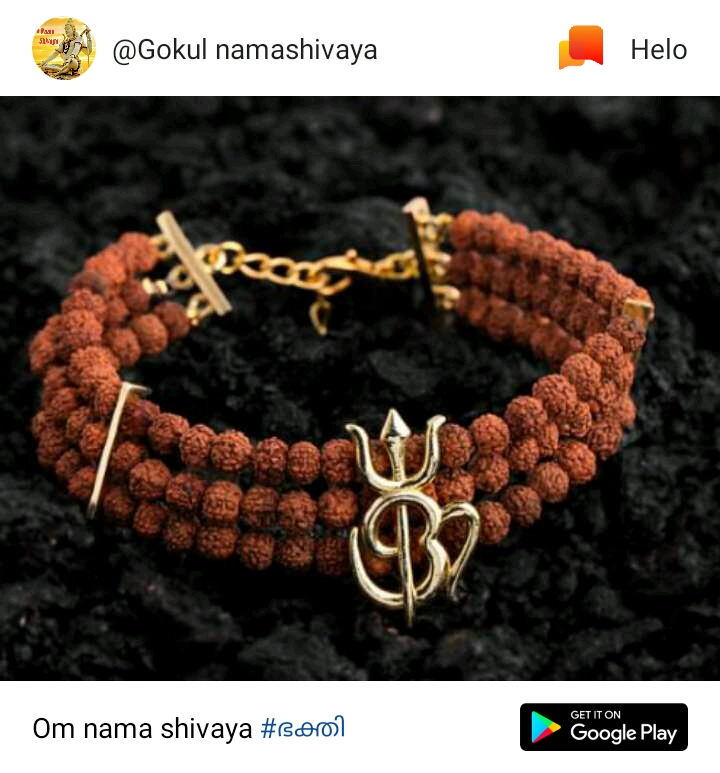 @Gokul namashivaya
Helo
Om nama shivaya #ഭക്തി
GET IT ON
Google Play